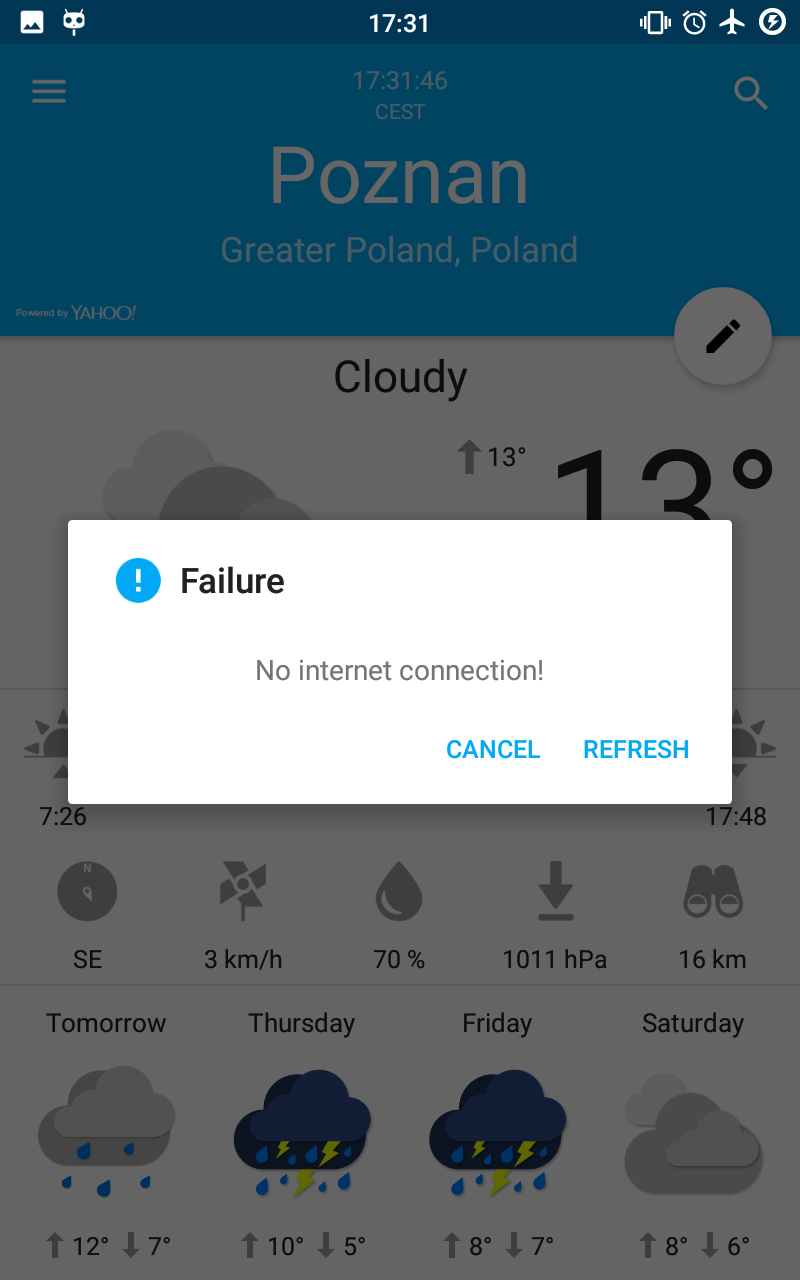 17:31
17:31:46
CEST
Poznan
Greater Poland, Poland
Powered by YAHOO!
Cloudy
13° 13°
Failure
No internet connection!
CANCEL REFRESH
7:26 17:48
N
SE 3 km/h 70 % 1011 hPa 16 km
Tomorrow Thursday Friday Saturday
12° 7° 10° 5° 8° 7° 8° 6°